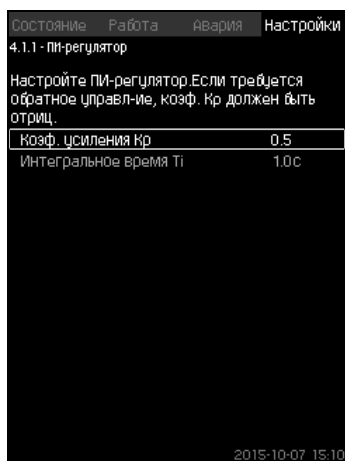 Состояние Работа Авария Настройки
4.1.1 - ПИ-регулятор
Настройте ПИ-регулятор.Если требуется
обратное управл-ие, коэф. Кр должен быть
отриц.
Коэф. усиления Кр 0.5
Интегральное время Ti 1.0с
2015-10-07 15:10